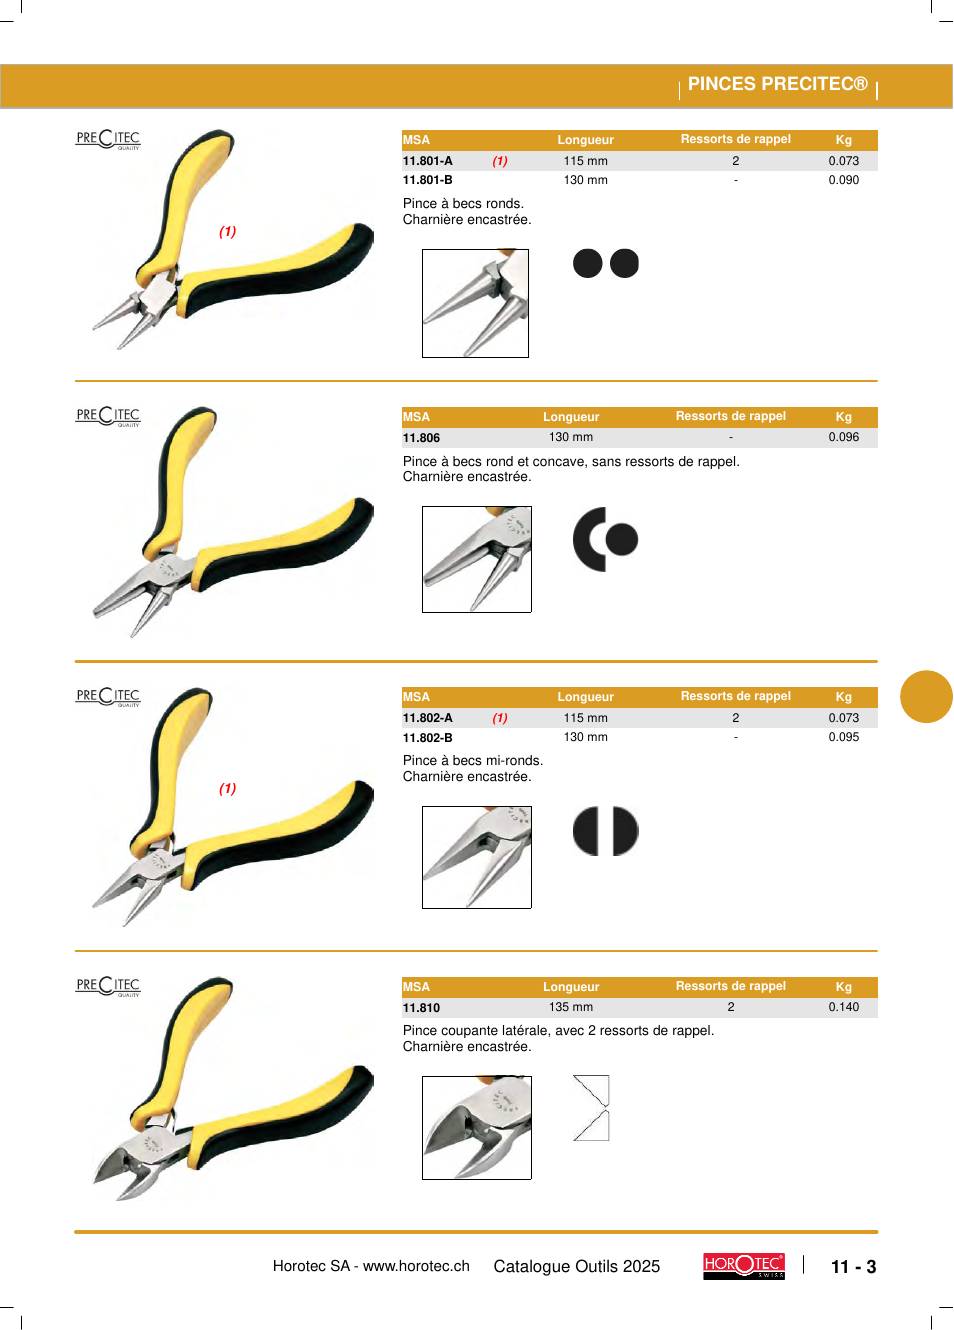 PINCES PRECITEC®
PRECITEC
QUALITY
(1)
MSA Longueur Ressorts de rappel Kg
11.801-A (1) 115 mm 2 0.073
11.801-B 130 mm - 0.090
Pince à becs ronds.
Charnière encastrée.
PRECITEC
QUALITY
MSA Longueur Ressorts de rappel Kg
11.806 130 mm - 0.096
Pince à becs rond et concave, sans ressorts de rappel.
Charnière encastrée.
PRECITEC
QUALITY
(1)
MSA Longueur Ressorts de rappel Kg
11.802-A (1) 115 mm 2 0.073
11.802-B 130 mm - 0.095
Pince à becs mi-ronds.
Charnière encastrée.
PRECITEC
QUALITY
MSA Longueur Ressorts de rappel Kg
11.810 135 mm 2 0.140
Pince coupante latérale, avec 2 ressorts de rappel.
Charnière encastrée.
Horotec SA - www.horotec.ch Catalogue Outils 2025 HOROTEC® SWISS 11 - 3